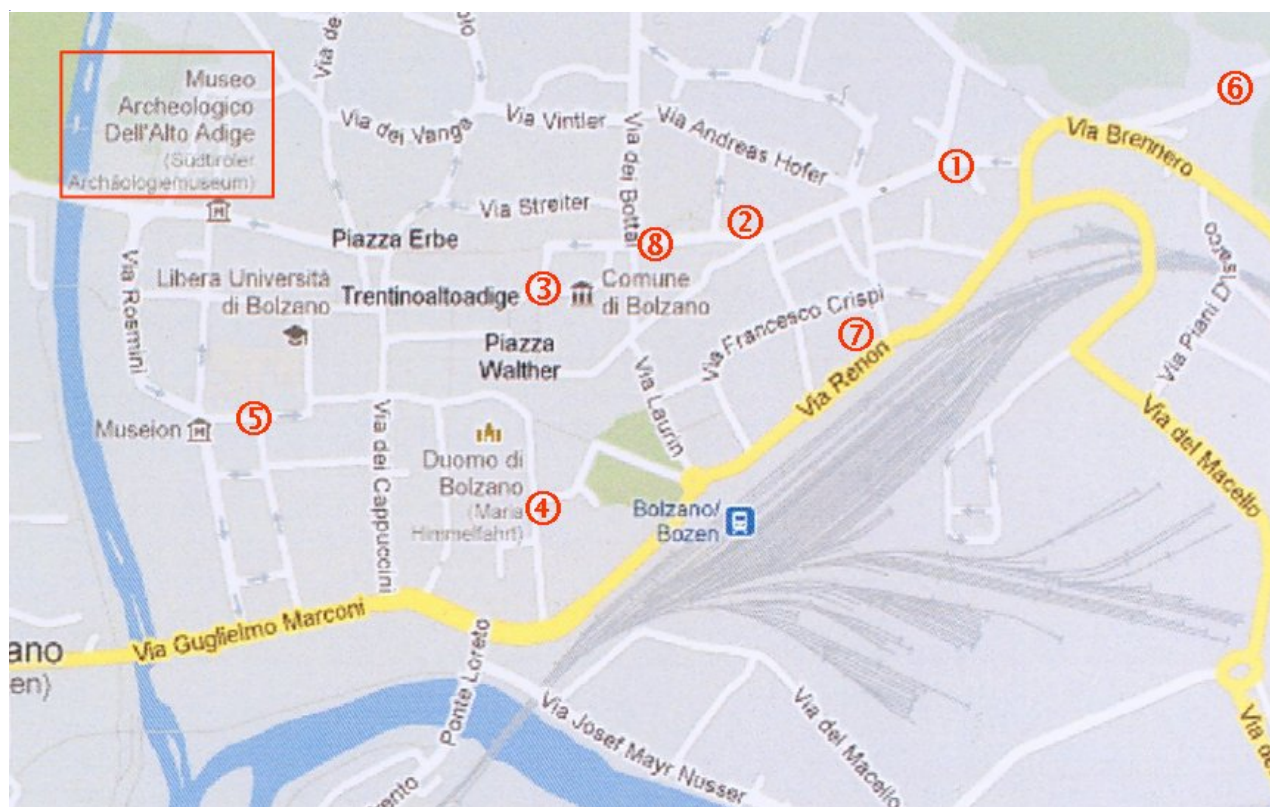 Museo
Archeologico
Dell'Alto Adige
(Südtiroler
Archäologiemuseum)
Via dei Vanga
Via Vintler
Via dei Bottai
Via Andreas Hofer
Via Brennero
6
1
Via Streiter
2
Piazza Erbe
8
Via Rosmini
Libera Università
di Bolzano
Trentinoaltoadige
3
Comune
di Bolzano
Via Francesco Crispi
7
Via Piani D'Isarco
Piazza
Walther
Via Laurin
Via Renon
Museion
5
Via dei Cappuccini
Duomo di
Bolzano
(Maria
Himmelfahrt)
4
Bolzano/
Bozen
Via del Macello
Via Guglielmo Marconi
ano
en)
Ponte Loreto
Via Josef Mayr Nusser
Via del Macello